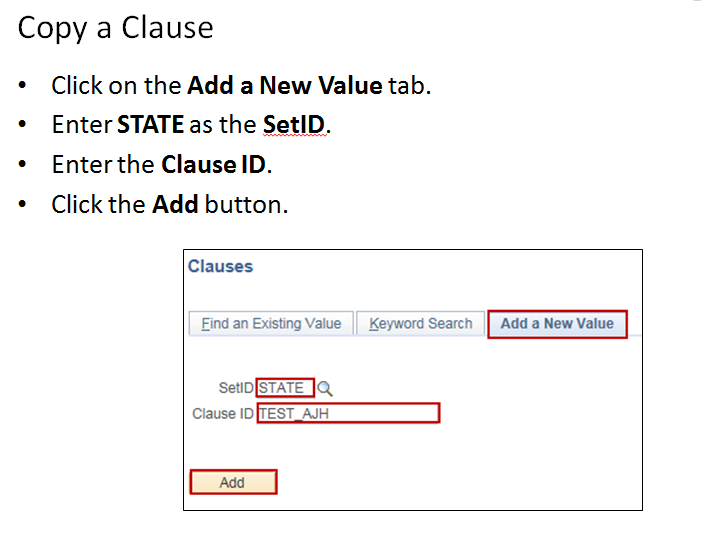 Copy a Clause
• Click on the Add a New Value tab.
• Enter STATE as the SetID.
• Enter the Clause ID.
• Click the Add button.
Clauses
Find an Existing Value Keyword Search Add a New Value
SetID STATE
Clause ID TEST_AJH
Add